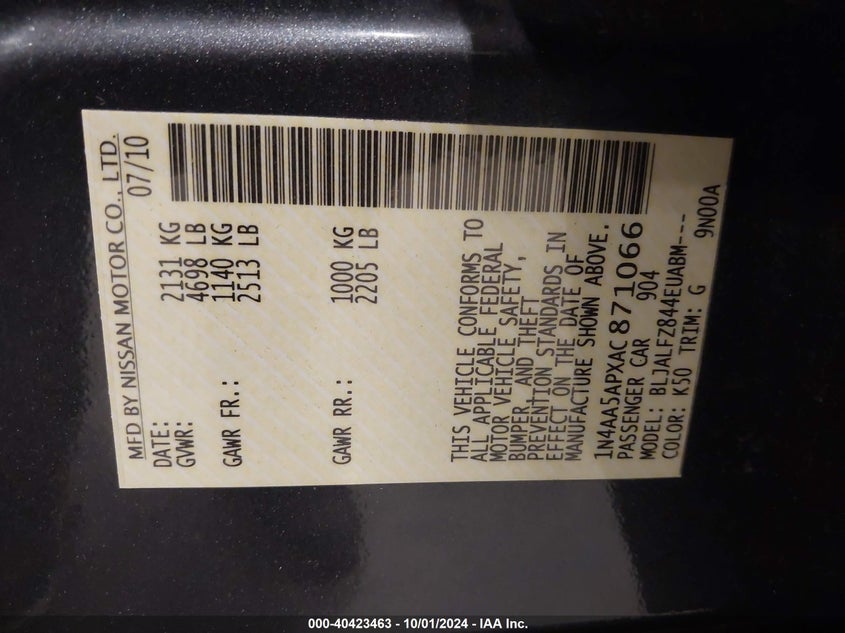 MFD BY NISSAN MOTOR CO., LTD.
DATE: 07/10
GVWR: 2131 KG
4698 LB
GAWR FR.: 1140 KG
2513 LB
GAWR RR.: 1000 KG
2205 LB
THIS VEHICLE CONFORMS TO
ALL APPLICABLE FEDERAL
MOTOR VEHICLE SAFETY,
BUMPER, AND THEFT
PREVENTION STANDARDS IN
EFFECT ON THE DATE OF
MANUFACTURE SHOWN ABOVE.
1N4AA5APXAC871066
PASSENGER CAR 904
MODEL: BLJALFZ844EUABM---
COLOR: K50 TRIM: G 9N00A
000-40423463 - 10/01/2024 - IAA Inc.